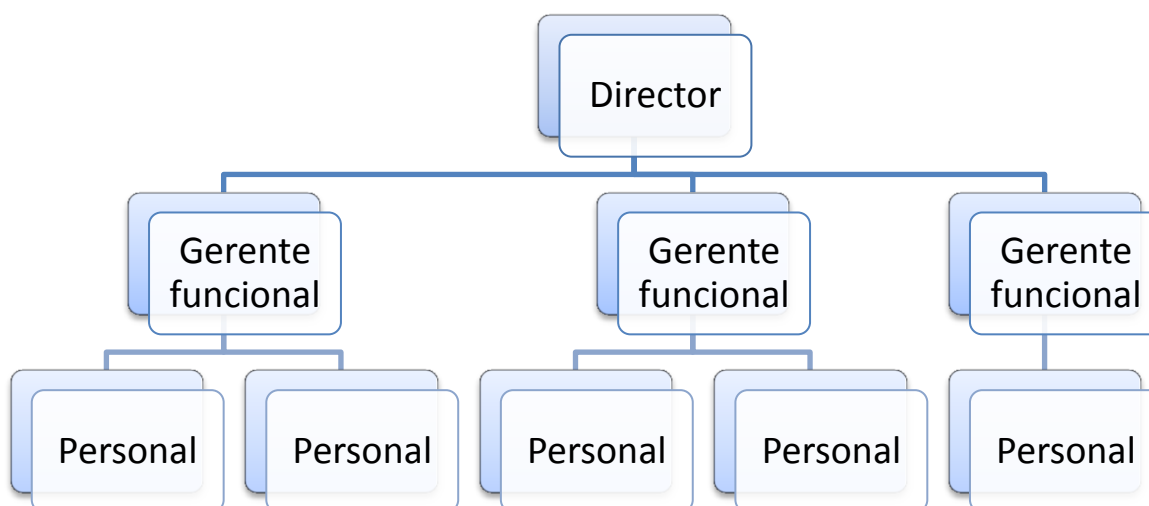 Director
Gerente
funcional
Gerente
funcional
Gerente
funcional
Personal
Personal
Personal
Personal
Personal